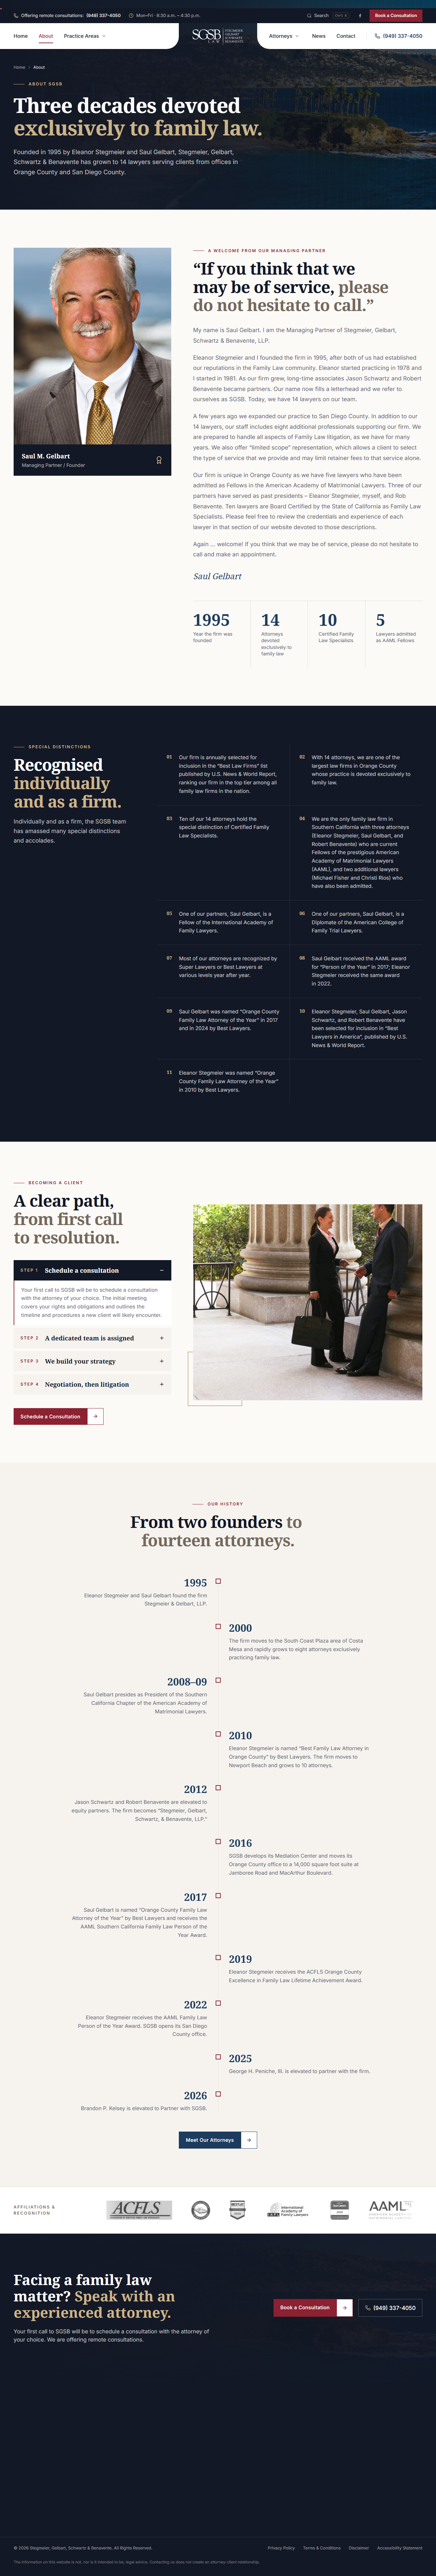 Offering remote consultations: (949) 337-4050
Mon–Fri · 8:30 a.m. – 4:30 p.m.
Search
Ctrl K
Book a Consultation
Home
About
Practice Areas
SGSB
LAW
STEGMEIER
GELBART
SCHWARTZ
BENAVENTE
Attorneys
News
Contact
(949) 337-4050
Home › About
ABOUT SGSB
Three decades devoted
exclusively to family law.
Founded in 1995 by Eleanor Stegmeier and Saul Gelbart, Stegmeier, Gelbart,
Schwartz & Benavente has grown to 14 lawyers serving clients from offices in
Orange County and San Diego County.
Saul M. Gelbart
Managing Partner / Founder
A WELCOME FROM OUR MANAGING PARTNER
“If you think that we
may be of service, please
do not hesitate to call.”
My name is Saul Gelbart. I am the Managing Partner of Stegmeier, Gelbart,
Schwartz & Benavente, LLP.
Eleanor Stegmeier and I founded the firm in 1995, after both of us had established
our reputations in the Family Law community. Eleanor started practicing in 1978 and
I started in 1981. As our firm grew, long-time associates Jason Schwartz and Robert
Benavente became partners. Our name now fills a letterhead and we refer to
ourselves as SGSB. Today, we have 14 lawyers on our team.
A few years ago we expanded our practice to San Diego County. In addition to our
14 lawyers, our staff includes eight additional professionals supporting our firm. We
are prepared to handle all aspects of Family Law litigation, as we have for many
years. We also offer “limited scope” representation, which allows a client to select
the type of service that we provide and may limit retainer fees to that service alone.
Our firm is unique in Orange County as we have five lawyers who have been
admitted as Fellows in the American Academy of Matrimonial Lawyers. Three of our
partners have served as past presidents – Eleanor Stegmeier, myself, and Rob
Benavente. Ten lawyers are Board Certified by the State of California as Family Law
Specialists. Please feel free to review the credentials and experience of each
lawyer in that section of our website devoted to those descriptions.
Again ... welcome! If you think that we may be of service, please do not hesitate to
call and make an appointment.
Saul Gelbart
1995
Year the firm was
founded
14
Attorneys
devoted
exclusively to
family law
10
Certified Family
Law Specialists
5
Lawyers admitted
as AAML Fellows
SPECIAL DISTINCTIONS
Recognised
individually
and as a firm.
Individually and as a firm, the SGSB team
has amassed many special distinctions
and accolades.
01
Our firm is annually selected for
inclusion in the “Best Law Firms” list
published by U.S. News & World Report,
ranking our firm in the top tier among all
family law firms in the nation.
02
With 14 attorneys, we are one of the
largest law firms in Orange County
whose practice is devoted exclusively to
family law.
03
Ten of our 14 attorneys hold the
special distinction of Certified Family
Law Specialists.
04
We are the only family law firm in
Southern California with three attorneys
(Eleanor Stegmeier, Saul Gelbart, and
Robert Benavente) who are current
Fellows of the prestigious American
Academy of Matrimonial Lawyers
(AAML), and two additional lawyers
(Michael Fisher and Christi Rios) who
have also been admitted.
05
One of our partners, Saul Gelbart, is a
Fellow of the International Academy of
Family Lawyers.
06
One of our partners, Saul Gelbart, is a
Diplomate of the American College of
Family Trial Lawyers.
07
Most of our attorneys are recognized by
Super Lawyers or Best Lawyers at
various levels year after year.
08
Saul Gelbart received the AAML award
for “Person of the Year” in 2017; Eleanor
Stegmeier received the same award
in 2022.
09
Saul Gelbart was named “Orange County
Family Law Attorney of the Year” in 2017
and in 2024 by Best Lawyers.
10
Eleanor Stegmeier, Saul Gelbart, Jason
Schwartz, and Robert Benavente have
been selected for inclusion in “Best
Lawyers in America”, published by U.S.
News & World Report.
11
Eleanor Stegmeier was named “Orange
County Family Law Attorney of the Year”
in 2010 by Best Lawyers.
BECOMING A CLIENT
A clear path,
from first call
to resolution.
STEP 1 Schedule a consultation
Your first call to SGSB will be to schedule a consultation
with the attorney of your choice. The initial meeting
covers your rights and obligations and outlines the
timeline and procedures a new client will likely encounter.
STEP 2 A dedicated team is assigned
STEP 3 We build your strategy
STEP 4 Negotiation, then litigation
Schedule a Consultation
OUR HISTORY
From two founders to
fourteen attorneys.
1995
Eleanor Stegmeier and Saul Gelbart found the firm
Stegmeier & Gelbart, LLP.
2000
The firm moves to the South Coast Plaza area of Costa
Mesa and rapidly grows to eight attorneys exclusively
practicing family law.
2008–09
Saul Gelbart presides as President of the Southern
California Chapter of the American Academy of
Matrimonial Lawyers.
2010
Eleanor Stegmeier is named “Best Family Law Attorney in
Orange County” by Best Lawyers. The firm moves to
Newport Beach and grows to 10 attorneys.
2012
Jason Schwartz and Robert Benavente are elevated to
equity partners. The firm becomes “Stegmeier, Gelbart,
Schwartz, & Benavente, LLP.”
2016
SGSB develops its Mediation Center and moves its
Orange County office to a 14,000 square foot suite at
Jamboree Road and MacArthur Boulevard.
2017
Saul Gelbart is named “Orange County Family Law
Attorney of the Year” by Best Lawyers and receives the
AAML Southern California Family Law Person of the
Year Award.
2019
Eleanor Stegmeier receives the ACFLS Orange County
Excellence in Family Law Lifetime Achievement Award.
2022
Eleanor Stegmeier receives the AAML Family Law
Person of the Year Award. SGSB opens its San Diego
County office.
2025
George H. Peniche, III. is elevated to partner with the firm.
2026
Brandon P. Kelsey is elevated to Partner with SGSB.
Meet Our Attorneys
AFFILIATIONS &
RECOGNITION
ACFLS
International
Academy of
Family Lawyers
IAFL
AAML
Facing a family law
matter? Speak with an
experienced attorney.
Your first call to SGSB will be to schedule a consultation with the attorney of
your choice. We are offering remote consultations.
Book a Consultation
(949) 337-4050
© 2026 Stegmeier, Gelbart, Schwartz & Benavente. All Rights Reserved.
Privacy Policy
Terms & Conditions
Disclaimer
Accessibility Statement
The information on this website is not, nor is it intended to be, legal advice. Contacting us does not create an attorney-client relationship.